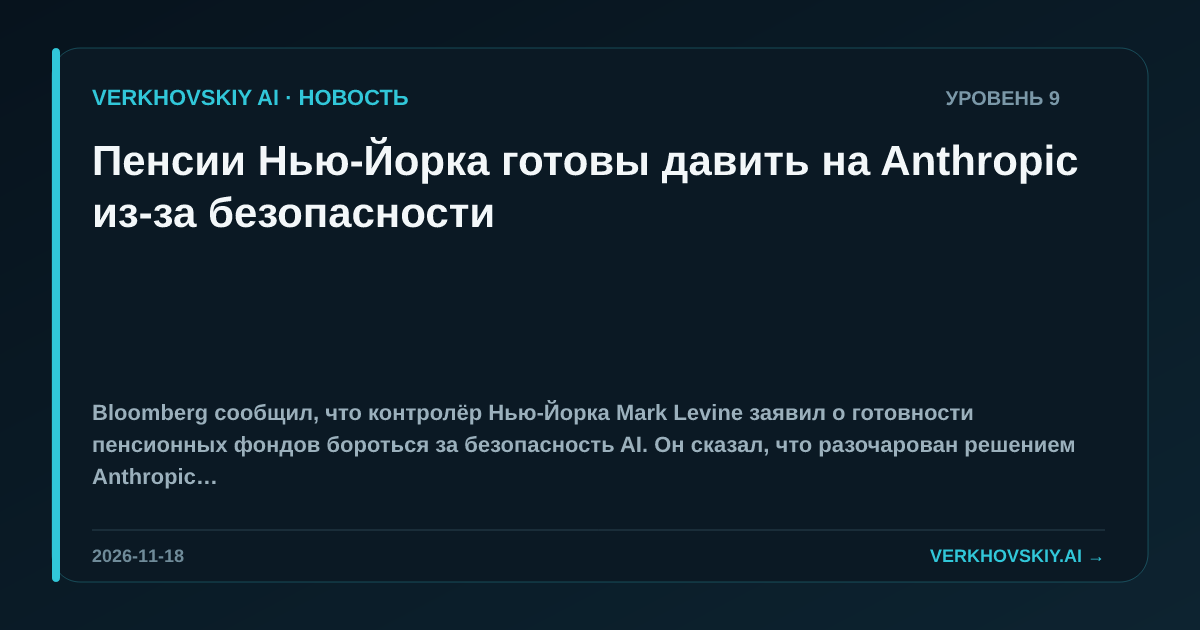 VERKHOVSKIY AI · НОВОСТЬ
УРОВЕНЬ 9
Пенсии Нью-Йорка готовы давить на Anthropic
из-за безопасности
Bloomberg сообщил, что контролёр Нью-Йорка Mark Levine заявил о готовности
пенсионных фондов бороться за безопасность AI. Он сказал, что разочарован решением
Anthropic…
2026-11-18
VERKHOVSKIY.AI →